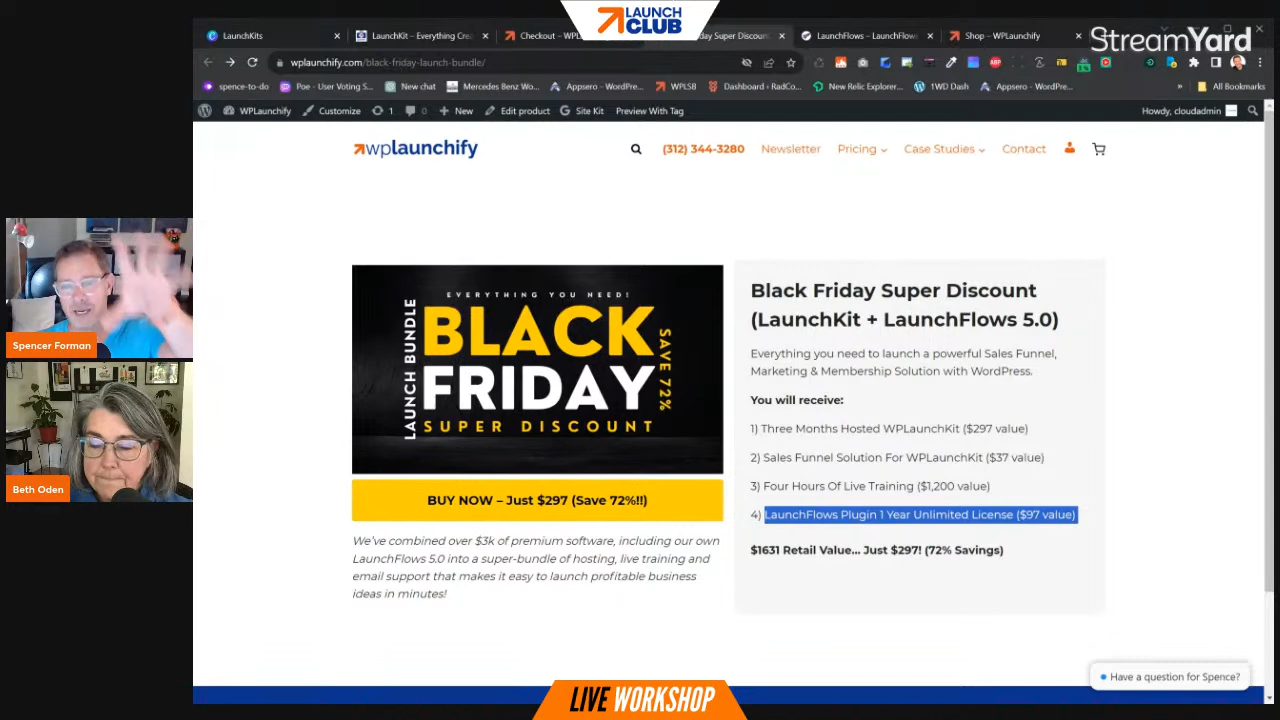 LAUNCH
CLUB
StreamYard
LaunchKits
LaunchKit – Everything Crea
Checkout – WPL
day Super Discoun
LaunchFlows – LaunchFlow
Shop – WPLaunchify
wplaunchify.com/black-friday-launch-bundle/
spence-to-do
Poe - User Voting S...
New chat
Mercedes Benz Wo...
Appsero - WordPre...
WPLS8
Dashboard ‹ RadCo...
New Relic Explorer...
1WD Dash
Appsero - WordPre...
»
All Bookmarks
WPLaunchify
Customize
1
0
New
Edit product
Site Kit
Preview With Tag
Howdy, cloudadmin
wplaunchify
(312) 344-3280
Newsletter
Pricing
Case Studies
Contact
EVERYTHING YOU NEED!
LAUNCH BUNDLE
BLACK
FRIDAY
SAVE 72%
SUPER DISCOUNT
BUY NOW – Just $297 (Save 72%!!)
We've combined over $3k of premium software, including our own
LaunchFlows 5.0 into a super-bundle of hosting, live training and
email support that makes it easy to launch profitable business
ideas in minutes!
Black Friday Super Discount
(LaunchKit + LaunchFlows 5.0)
Everything you need to launch a powerful Sales Funnel,
Marketing & Membership Solution with WordPress.
You will receive:
1) Three Months Hosted WPLaunchKit ($297 value)
2) Sales Funnel Solution For WPLaunchKit ($37 value)
3) Four Hours Of Live Training ($1,200 value)
4) LaunchFlows Plugin 1 Year Unlimited License ($97 value)
$1631 Retail Value... Just $297! (72% Savings)
Spencer Forman
Beth Oden
Have a question for Spence?
LIVE WORKSHOP